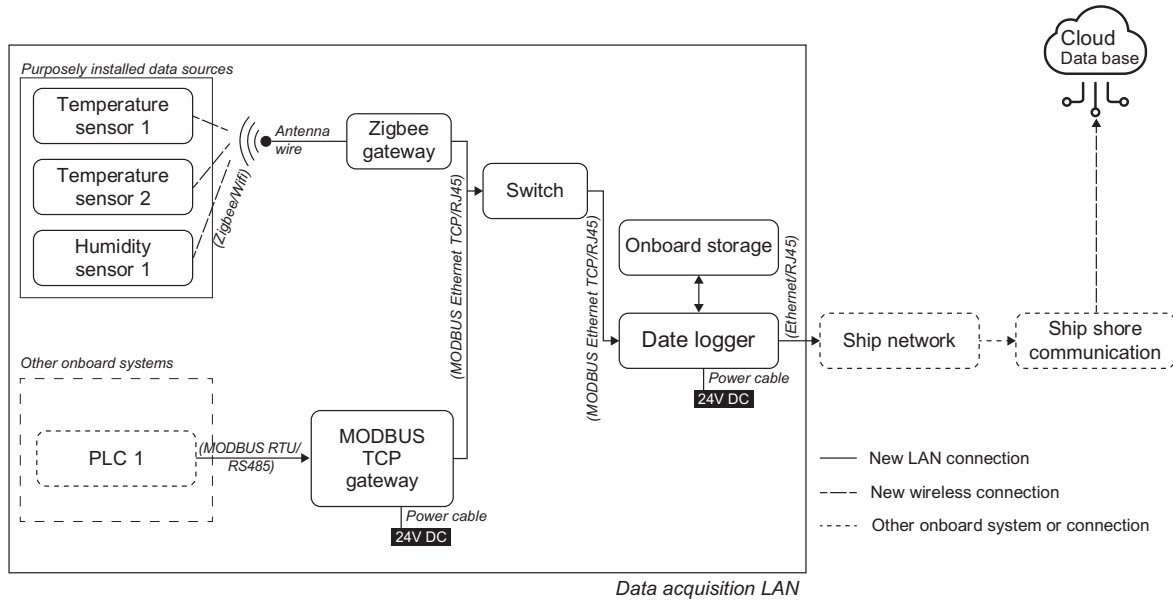 Cloud
Data base
Purposely installed data sources
Temperature
sensor 1
Temperature
sensor 2
Humidity
sensor 1
(Zigbee/Wifi)
Antenna
wire
Zigbee
gateway
(MODBUS Ethernet TCP/RJ45)
Switch
(MODBUS Ethernet TCP/RJ45)
Onboard storage
Date logger
(Ethernet/RJ45)
Power cable
24V DC
Ship network
Ship shore
communication
Other onboard systems
PLC 1
(MODBUS RTU/
RS485)
MODBUS
TCP
gateway
Power cable
24V DC
New LAN connection
New wireless connection
Other onboard system or connection
Data acquisition LAN